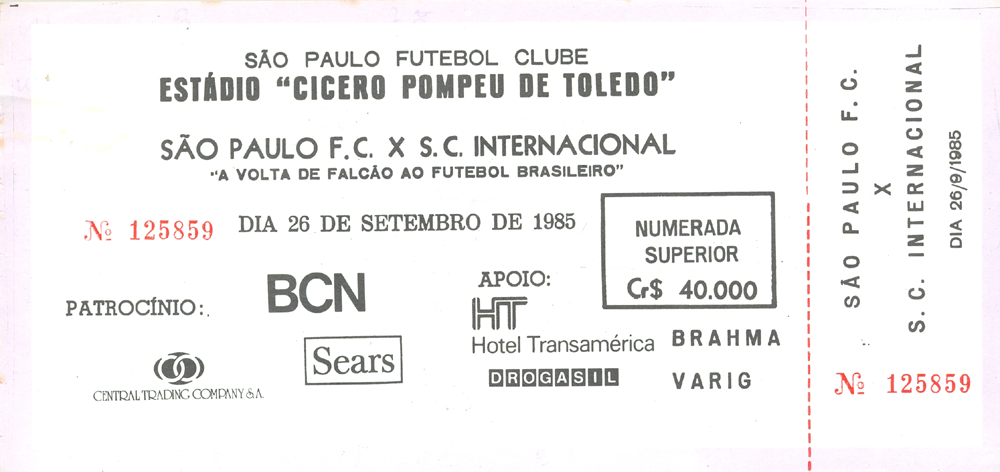 SÃO PAULO FUTEBOL CLUBE
ESTÁDIO "CICERO POMPEU DE TOLEDO"
SÃO PAULO F.C. X S.C. INTERNACIONAL
"A VOLTA DE FALCÃO AO FUTEBOL BRASILEIRO"
№ 125859
DIA 26 DE SETEMBRO DE 1985
NUMERADA
SUPERIOR
Cr$ 40.000
PATROCÍNIO:
BCN
Sears
CENTRAL TRADING COMPANY S.A.
APOIO:
HT
Hotel Transamérica
DROGASIL
BRAHMA
VARIG
SÃO PAULO F.C.
X
S.C. INTERNACIONAL
DIA 26/9/1985
№ 125859